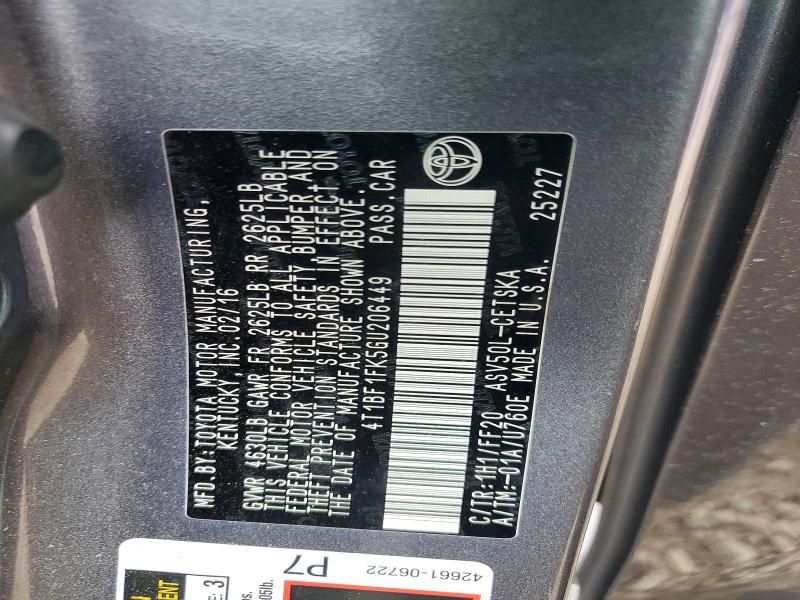 MFD.BY:TOYOTA MOTOR MANUFACTURING,
KENTUCKY INC.02/16
GVWR 4630LB GAWR FR 2625LB RR 2625LB
THIS VEHICLE CONFORMS TO ALL APPLICABLE
FEDERAL MOTOR VEHICLE SAFETY, BUMPER, AND
THEFT PREVENTION STANDARDS IN EFFECT ON
THE DATE OF MANUFACTURE SHOWN ABOVE.
4T1BF1FK5GU206449 PASS.CAR
C/TR:1H1/FF20 ASV50L-CETSKA
A/TM:-01A/U760E MADE IN U.S.A. 25227
P7
42661-06722
3